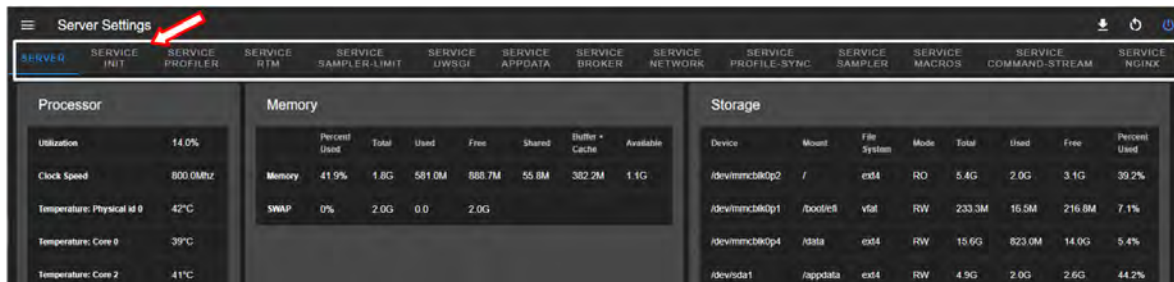 Server Settings
SERVER
SERVICE INIT
SERVICE PROFILER
SERVICE RTM
SERVICE SAMPLER-LIMIT
SERVICE UWSGI
SERVICE APPDATA
SERVICE BROKER
SERVICE NETWORK
SERVICE PROFILE-SYNC
SERVICE SAMPLER
SERVICE MACROS
SERVICE COMMAND-STREAM
SERVICE NGINX
Processor
Utilization 14.0%
Clock Speed 800.0Mhz
Temperature: Physical id 0 42°C
Temperature: Core 0 39°C
Temperature: Core 2 41°C
Memory
Percent Used Total Used Free Shared Buffer + Cache Available
Memory 41.9% 1.8G 581.0M 888.7M 55.8M 382.2M 1.1G
SWAP 0% 2.0G 0.0 2.0G
Storage
Device Mount File System Mode Total Used Free Percent Used
/dev/mmcblk0p2 / ext4 RO 5.4G 2.0G 3.1G 39.2%
/dev/mmcblk0p1 /boot/efi vfat RW 233.3M 16.5M 216.8M 7.1%
/dev/mmcblk0p4 /data ext4 RW 15.6G 823.0M 14.0G 5.4%
/dev/sda1 /appdata ext4 RW 4.9G 2.0G 2.6G 44.2%